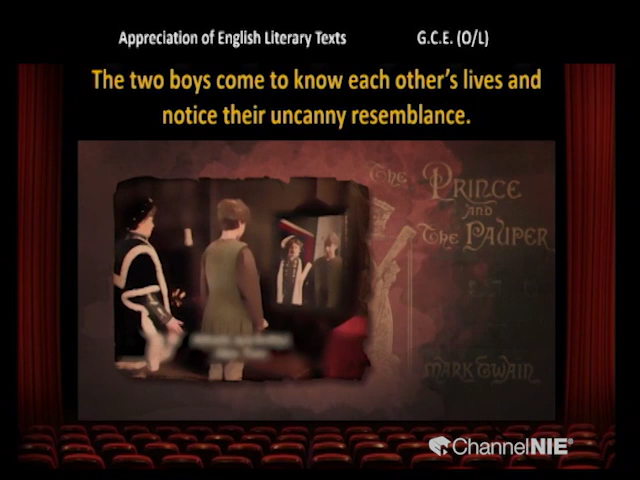 Appreciation of English Literary Texts G.C.E. (O/L)
The two boys come to know each other's lives and
notice their uncanny resemblance.
The
PRINCE
AND
The PAUPER
MARK TWAIN
ChannelNIE